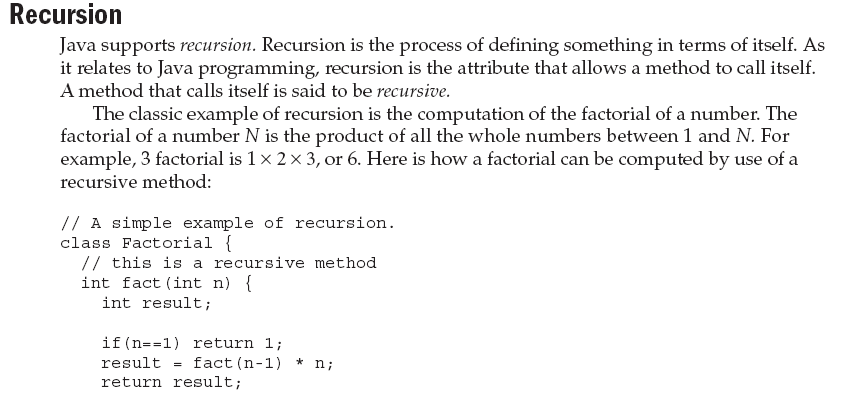 Recursion
Java supports recursion. Recursion is the process of defining something in terms of itself. As
it relates to Java programming, recursion is the attribute that allows a method to call itself.
A method that calls itself is said to be recursive.
The classic example of recursion is the computation of the factorial of a number. The
factorial of a number N is the product of all the whole numbers between 1 and N. For
example, 3 factorial is 1 × 2 × 3, or 6. Here is how a factorial can be computed by use of a
recursive method:
// A simple example of recursion.
class Factorial {
  // this is a recursive method
  int fact(int n) {
    int result;
    if(n==1) return 1;
    result = fact(n-1) * n;
    return result;